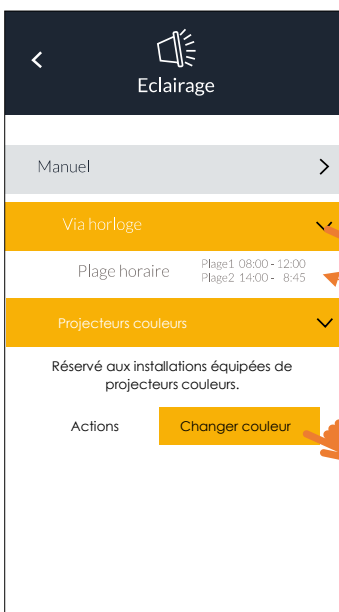 Eclairage
Manuel
Via horloge
Plage horaire
Plage1 08:00 - 12:00
Plage2 14:00 - 8:45
Projecteurs couleurs
Réservé aux installations équipées de
projecteurs couleurs.
Actions
Changer couleur